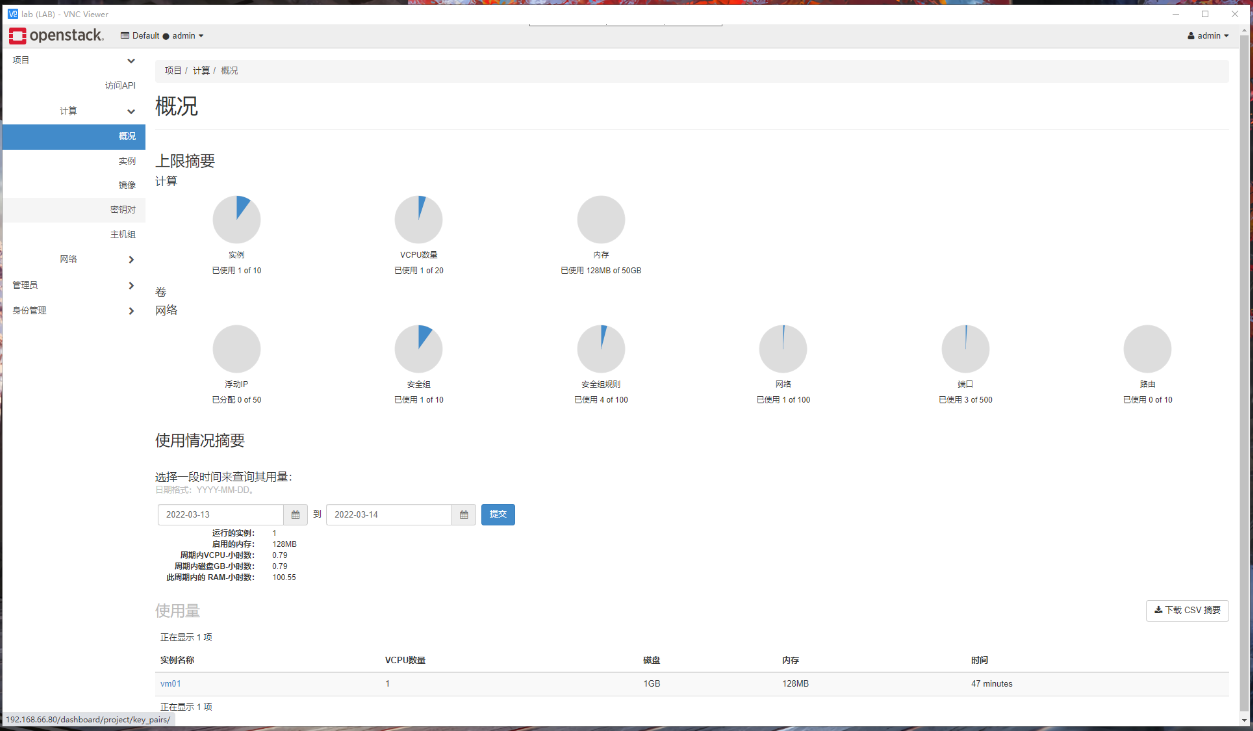 lab (LAB) - VNC Viewer
openstack. Default ● admin admin
项目
访问API
计算
概况
实例
镜像
密钥对
主机组
网络
管理员
身份管理
项目 / 计算 / 概况
概况
上限摘要
计算
实例 VCPU数量 内存
已使用 1 of 10 已使用 1 of 20 已使用 128MB of 50GB
卷
网络
浮动IP 安全组 安全组规则 网络 端口 路由
已分配 0 of 50 已使用 1 of 10 已使用 4 of 100 已使用 1 of 100 已使用 3 of 500 已使用 0 of 10
使用情况摘要
选择一段时间来查询其用量:
日期格式: YYYY-MM-DD。
2022-03-13 到 2022-03-14 提交
运行的实例: 1
启用的内存: 128MB
周期内VCPU-小时数: 0.79
周期内磁盘GB-小时数: 0.79
此周期内的 RAM-小时数: 100.55
使用量 下载 CSV 摘要
正在显示 1 项
实例名称 VCPU数量 磁盘 内存 时间
vm01 1 1GB 128MB 47 minutes
正在显示 1 项
192.168.66.80/dashboard/project/key_pairs/